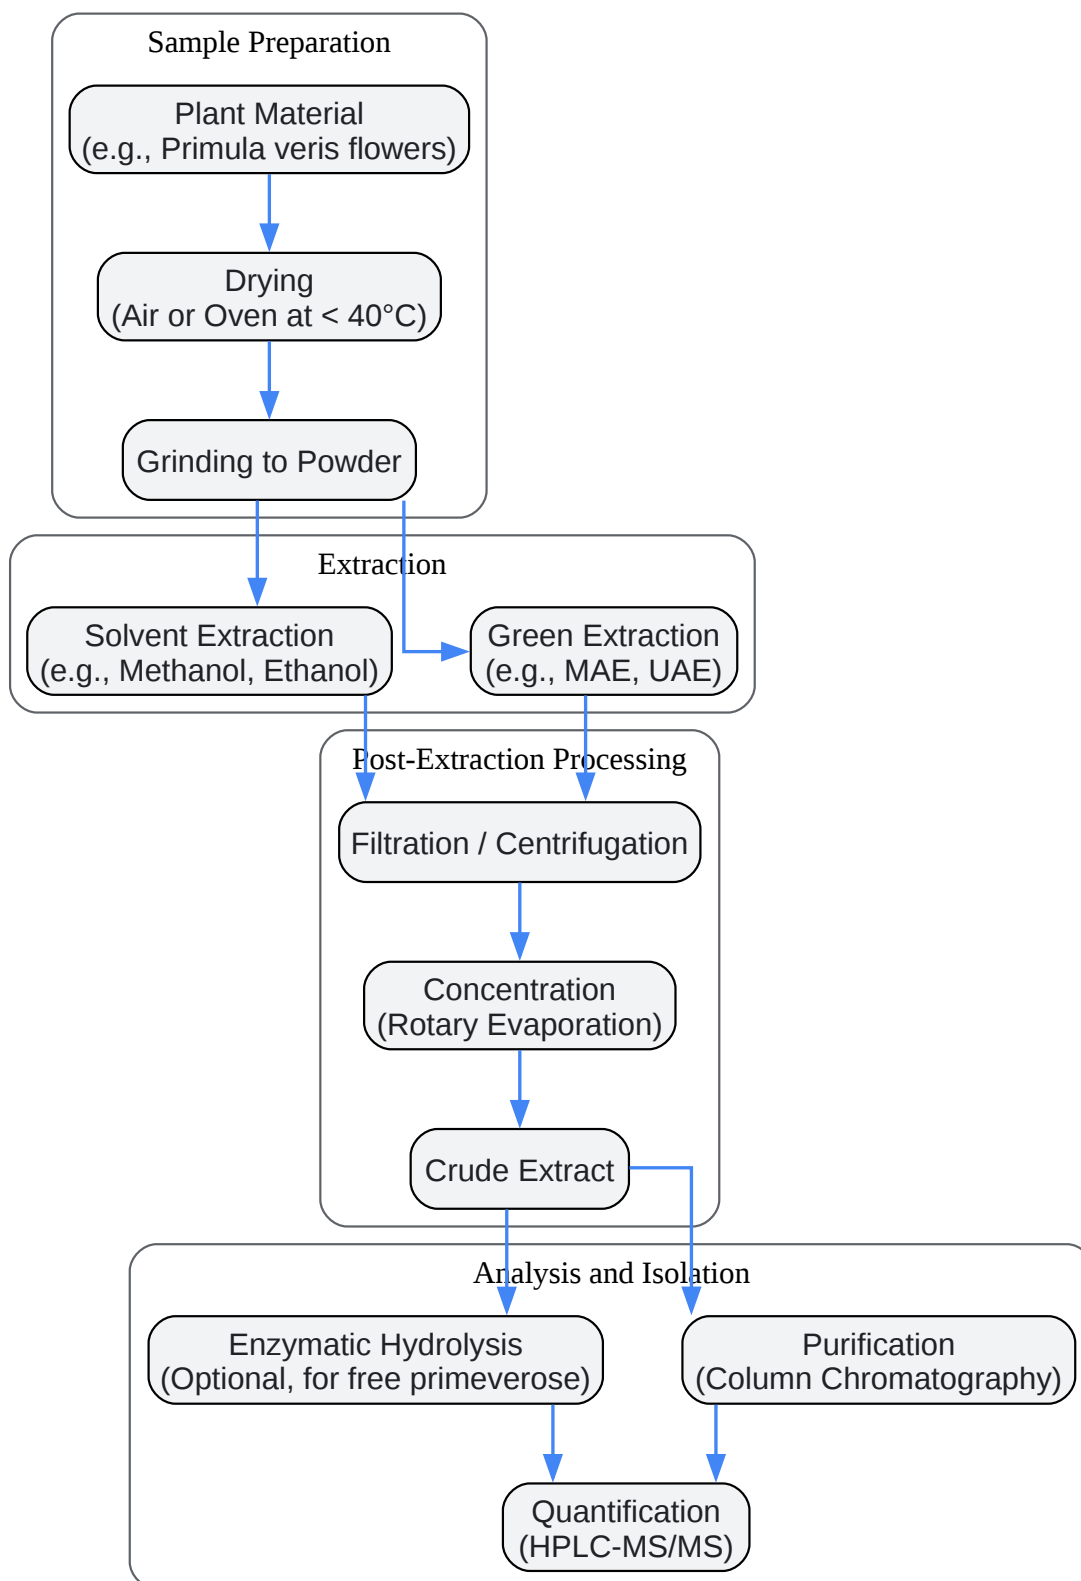 Sample Preparation
Plant Material
(e.g., Primula veris flowers)
Drying
(Air or Oven at < 40°C)
Grinding to Powder
Extraction
Solvent Extraction
(e.g., Methanol, Ethanol)
Green Extraction
(e.g., MAE, UAE)
Post-Extraction Processing
Filtration / Centrifugation
Concentration
(Rotary Evaporation)
Crude Extract
Analysis and Isolation
Enzymatic Hydrolysis
(Optional, for free primeverose)
Purification
(Column Chromatography)
Quantification
(HPLC-MS/MS)